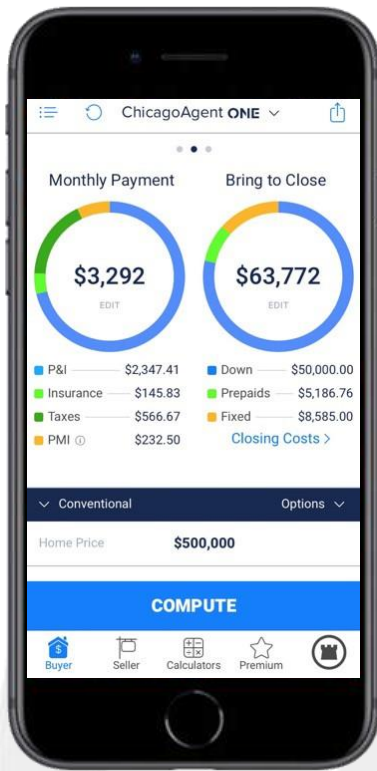 ChicagoAgent ONE
Monthly Payment
Bring to Close
$3,292
EDIT
$63,772
EDIT
P&I $2,347.41
Insurance $145.83
Taxes $566.67
PMI $232.50
Down $50,000.00
Prepaids $5,186.76
Fixed $8,585.00
Closing Costs >
Conventional
Options
Home Price $500,000
COMPUTE
Buyer
Seller
Calculators
Premium